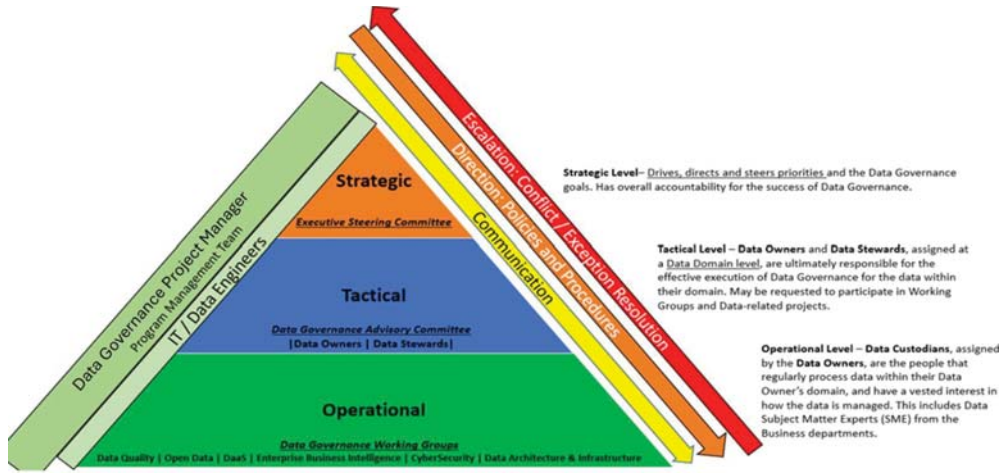 Data Governance Project Manager
Program Management Team
IT / Data Engineers
Strategic
Executive Steering Committee
Tactical
Data Governance Advisory Committee
|Data Owners | Data Stewards|
Operational
Data Governance Working Groups
Data Quality | Open Data | DaaS | Enterprise Business Intelligence | CyberSecurity | Data Architecture & Infrastructure
Communication
Direction: Policies and Procedures
Escalation: Conflict / Exception Resolution
Strategic Level– Drives, directs and steers priorities and the Data Governance
goals. Has overall accountability for the success of Data Governance.
Tactical Level – Data Owners and Data Stewards, assigned at
a Data Domain level, are ultimately responsible for the
effective execution of Data Governance for the data within
their domain. May be requested to participate in Working
Groups and Data-related projects.
Operational Level – Data Custodians, assigned
by the Data Owners, are the people that
regularly process data within their Data
Owner's domain, and have a vested interest in
how the data is managed. This includes Data
Subject Matter Experts (SME) from the
Business departments.